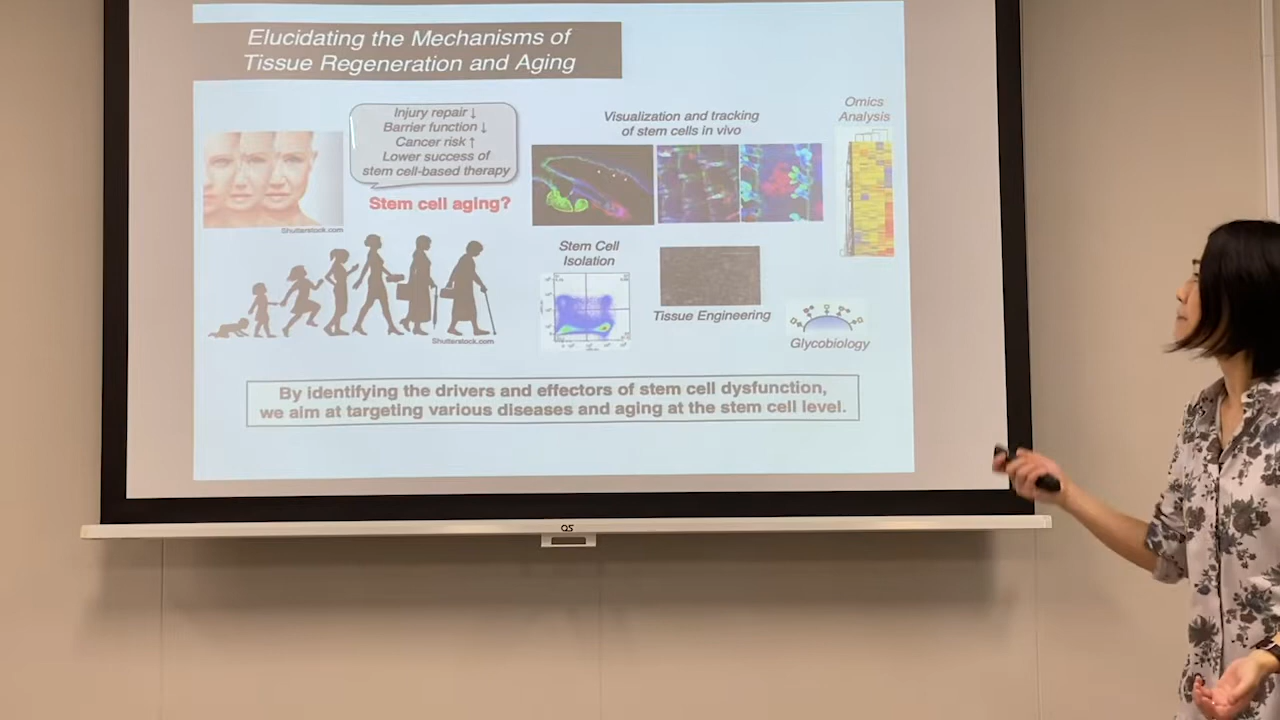 Elucidating the Mechanisms of
Tissue Regeneration and Aging
Injury repair ↓
Barrier function ↓
Cancer risk ↑
Lower success of
stem cell-based therapy
Stem cell aging?
Shutterstock.com
Shutterstock.com
Visualization and tracking
of stem cells in vivo
Omics
Analysis
Stem Cell
Isolation
Tissue Engineering
Glycobiology
By identifying the drivers and effectors of stem cell dysfunction,
we aim at targeting various diseases and aging at the stem cell level.
OS